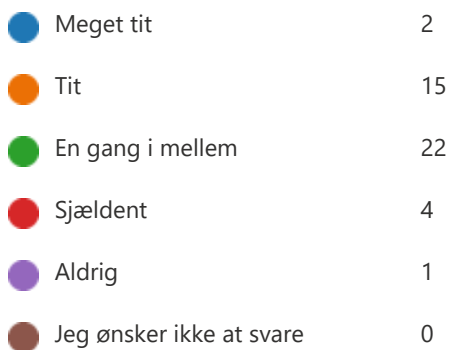 Meget tit 2
Tit 15
En gang i mellem 22
Sjældent 4
Aldrig 1
Jeg ønsker ikke at svare 0